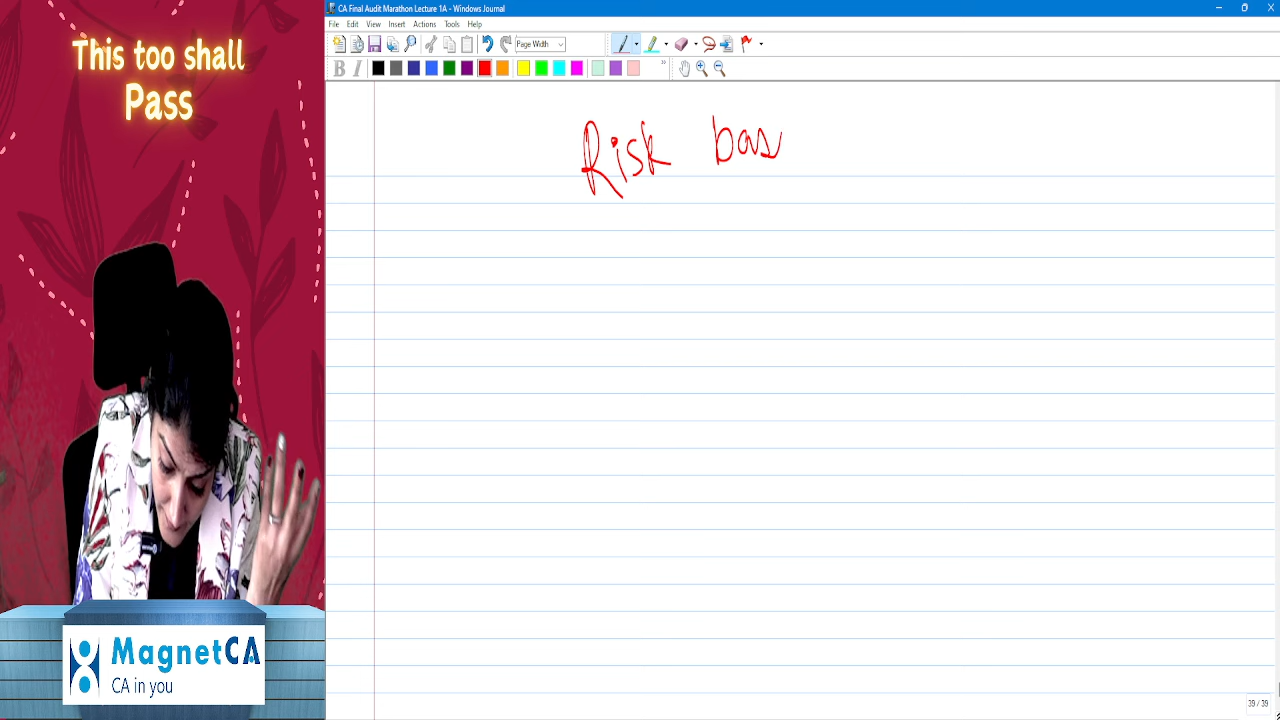 This too shall
Pass
CA Final Audit Marathon Lecture 1A - Windows Journal
File Edit View Insert Actions Tools Help
Page Width
B I
Risk bas
MagnetCA
CA in you
39 / 39